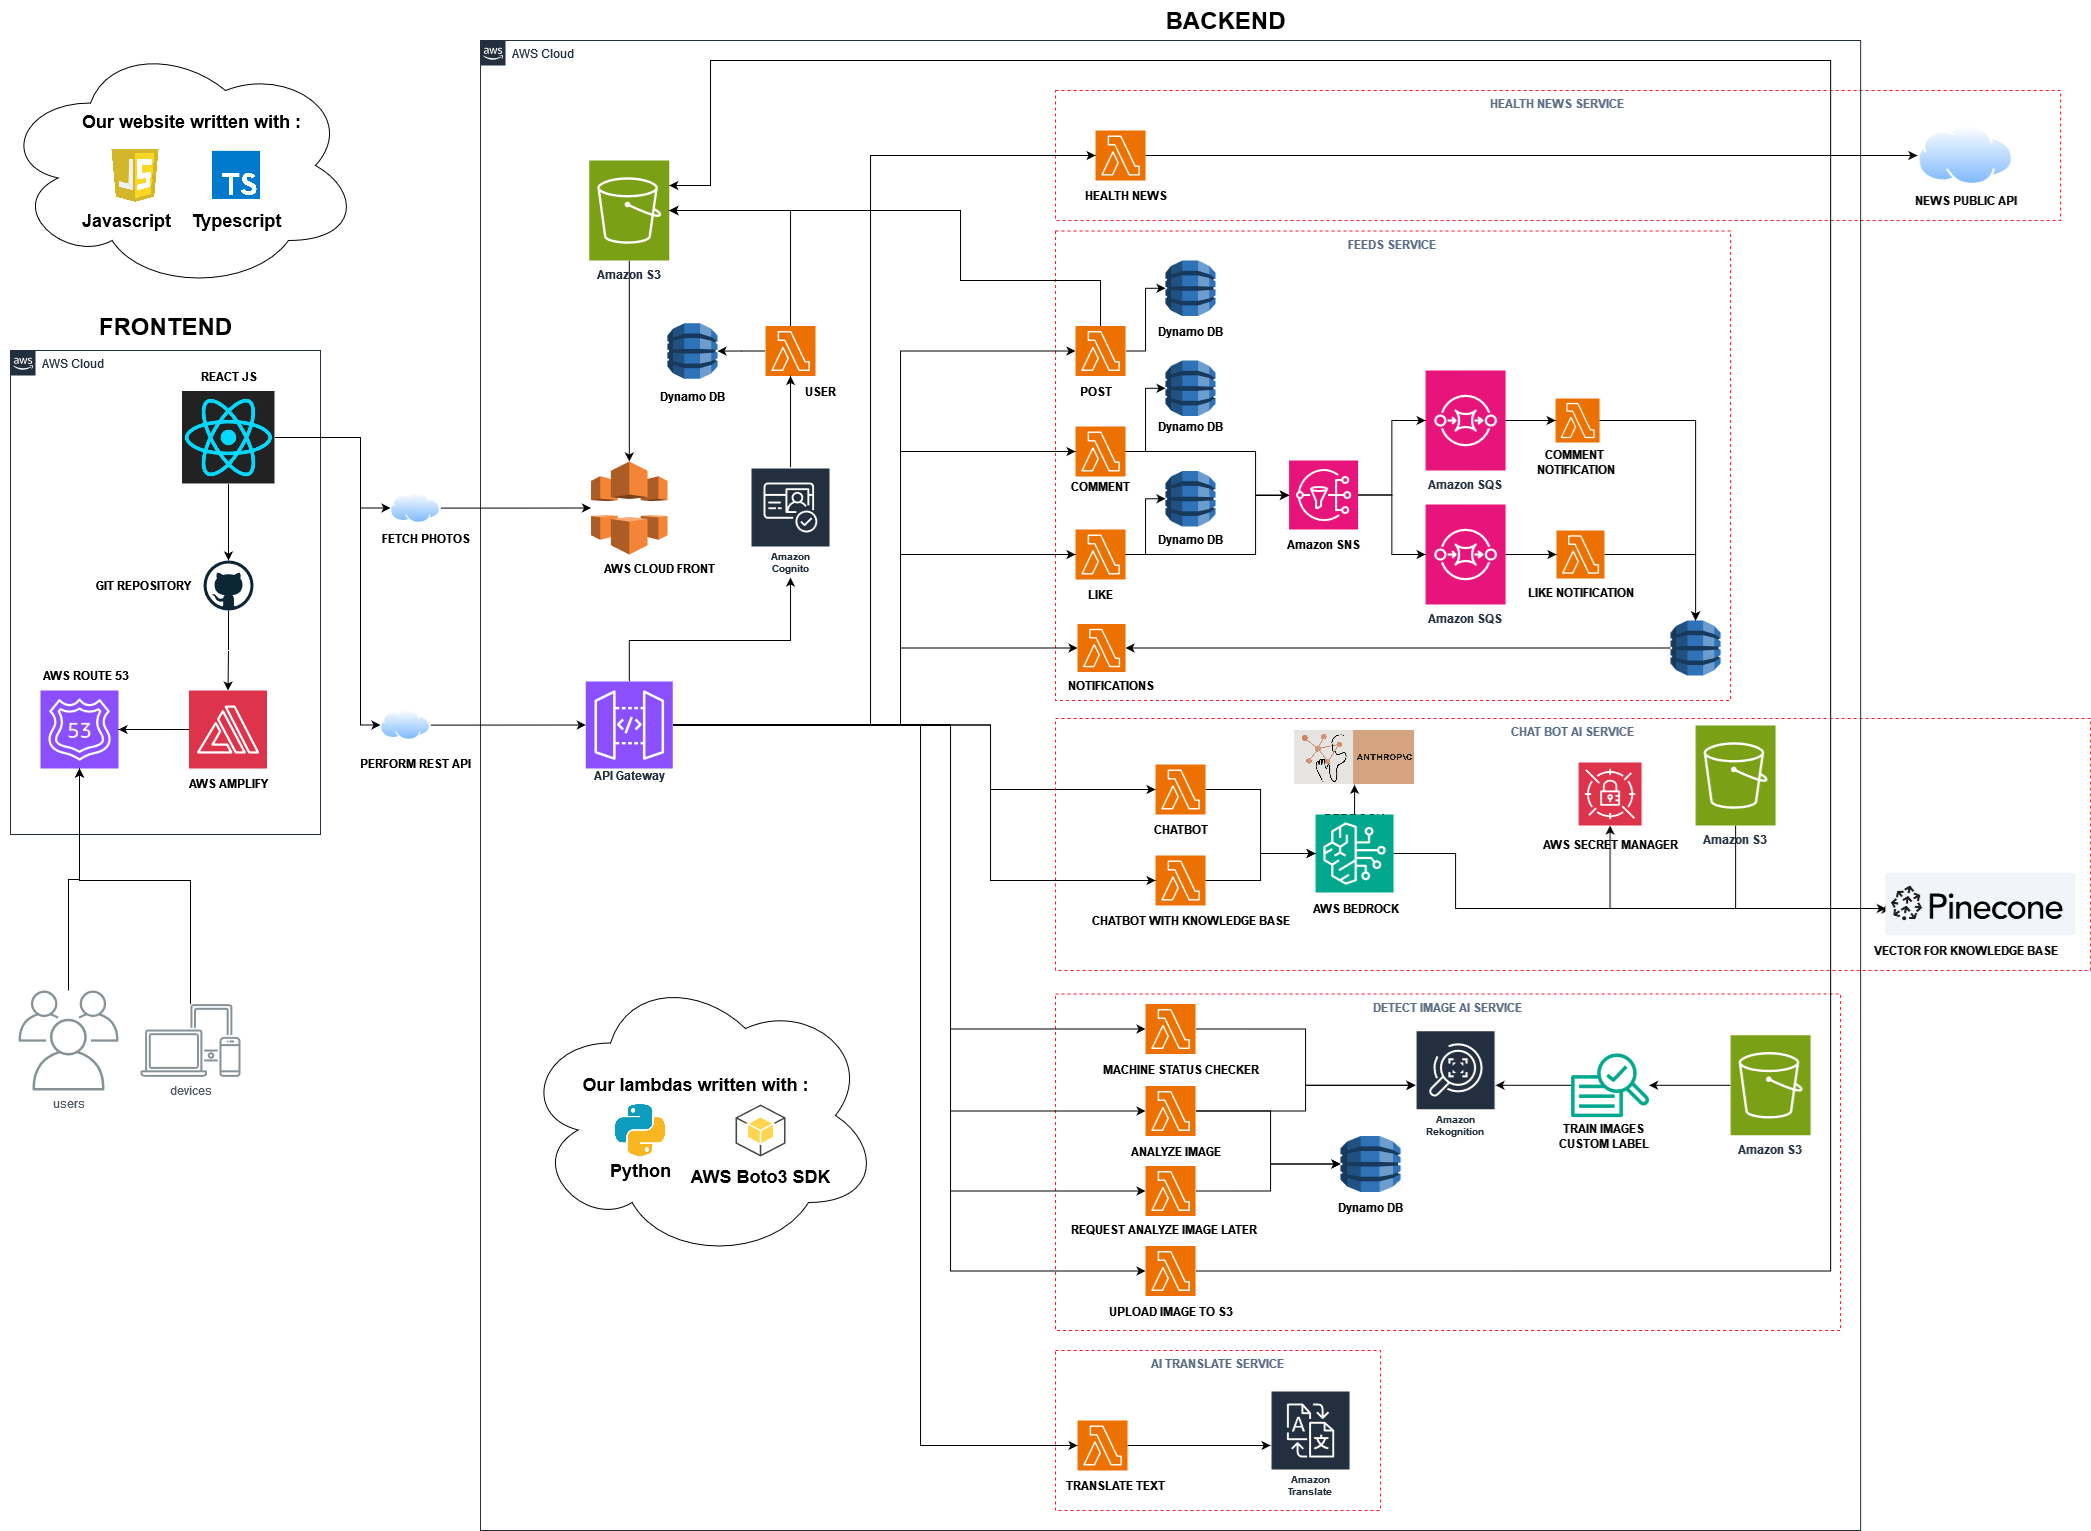 BACKEND
aws
AWS Cloud
Our website written with :
JS
TS
Javascript
Typescript
FRONTEND
aws
AWS Cloud
REACT JS
GIT REPOSITORY
AWS ROUTE 53
53
AWS AMPLIFY
users
devices
FETCH PHOTOS
PERFORM REST API
Amazon S3
Dynamo DB
USER
AWS CLOUD FRONT
Amazon
Cognito
API Gateway
Our lambdas written with :
Python
AWS Boto3 SDK
HEALTH NEWS SERVICE
HEALTH NEWS
NEWS PUBLIC API
FEEDS SERVICE
Dynamo DB
POST
Dynamo DB
COMMENT
Dynamo DB
LIKE
NOTIFICATIONS
Amazon SNS
Amazon SQS
COMMENT
NOTIFICATION
Amazon SQS
LIKE NOTIFICATION
CHAT BOT AI SERVICE
ANTHROP\C
CHATBOT
CHATBOT WITH KNOWLEDGE BASE
AWS BEDROCK
AWS SECRET MANAGER
Amazon S3
Pinecone
VECTOR FOR KNOWLEDGE BASE
DETECT IMAGE AI SERVICE
MACHINE STATUS CHECKER
ANALYZE IMAGE
REQUEST ANALYZE IMAGE LATER
UPLOAD IMAGE TO S3
Amazon
Rekognition
TRAIN IMAGES
CUSTOM LABEL
Amazon S3
Dynamo DB
AI TRANSLATE SERVICE
TRANSLATE TEXT
A
文
Amazon
Translate